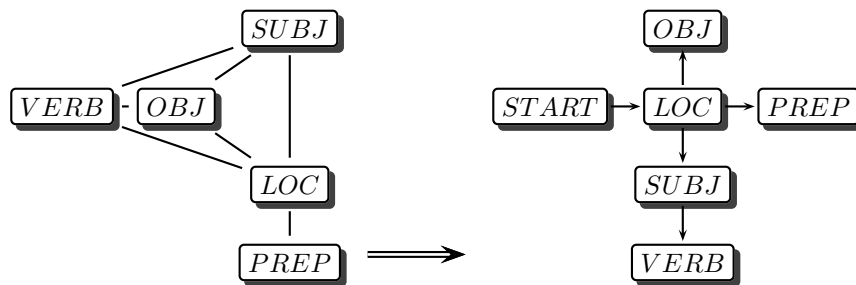 SUBJ
VERB OBJ
LOC
PREP
OBJ
START LOC PREP
SUBJ
VERB